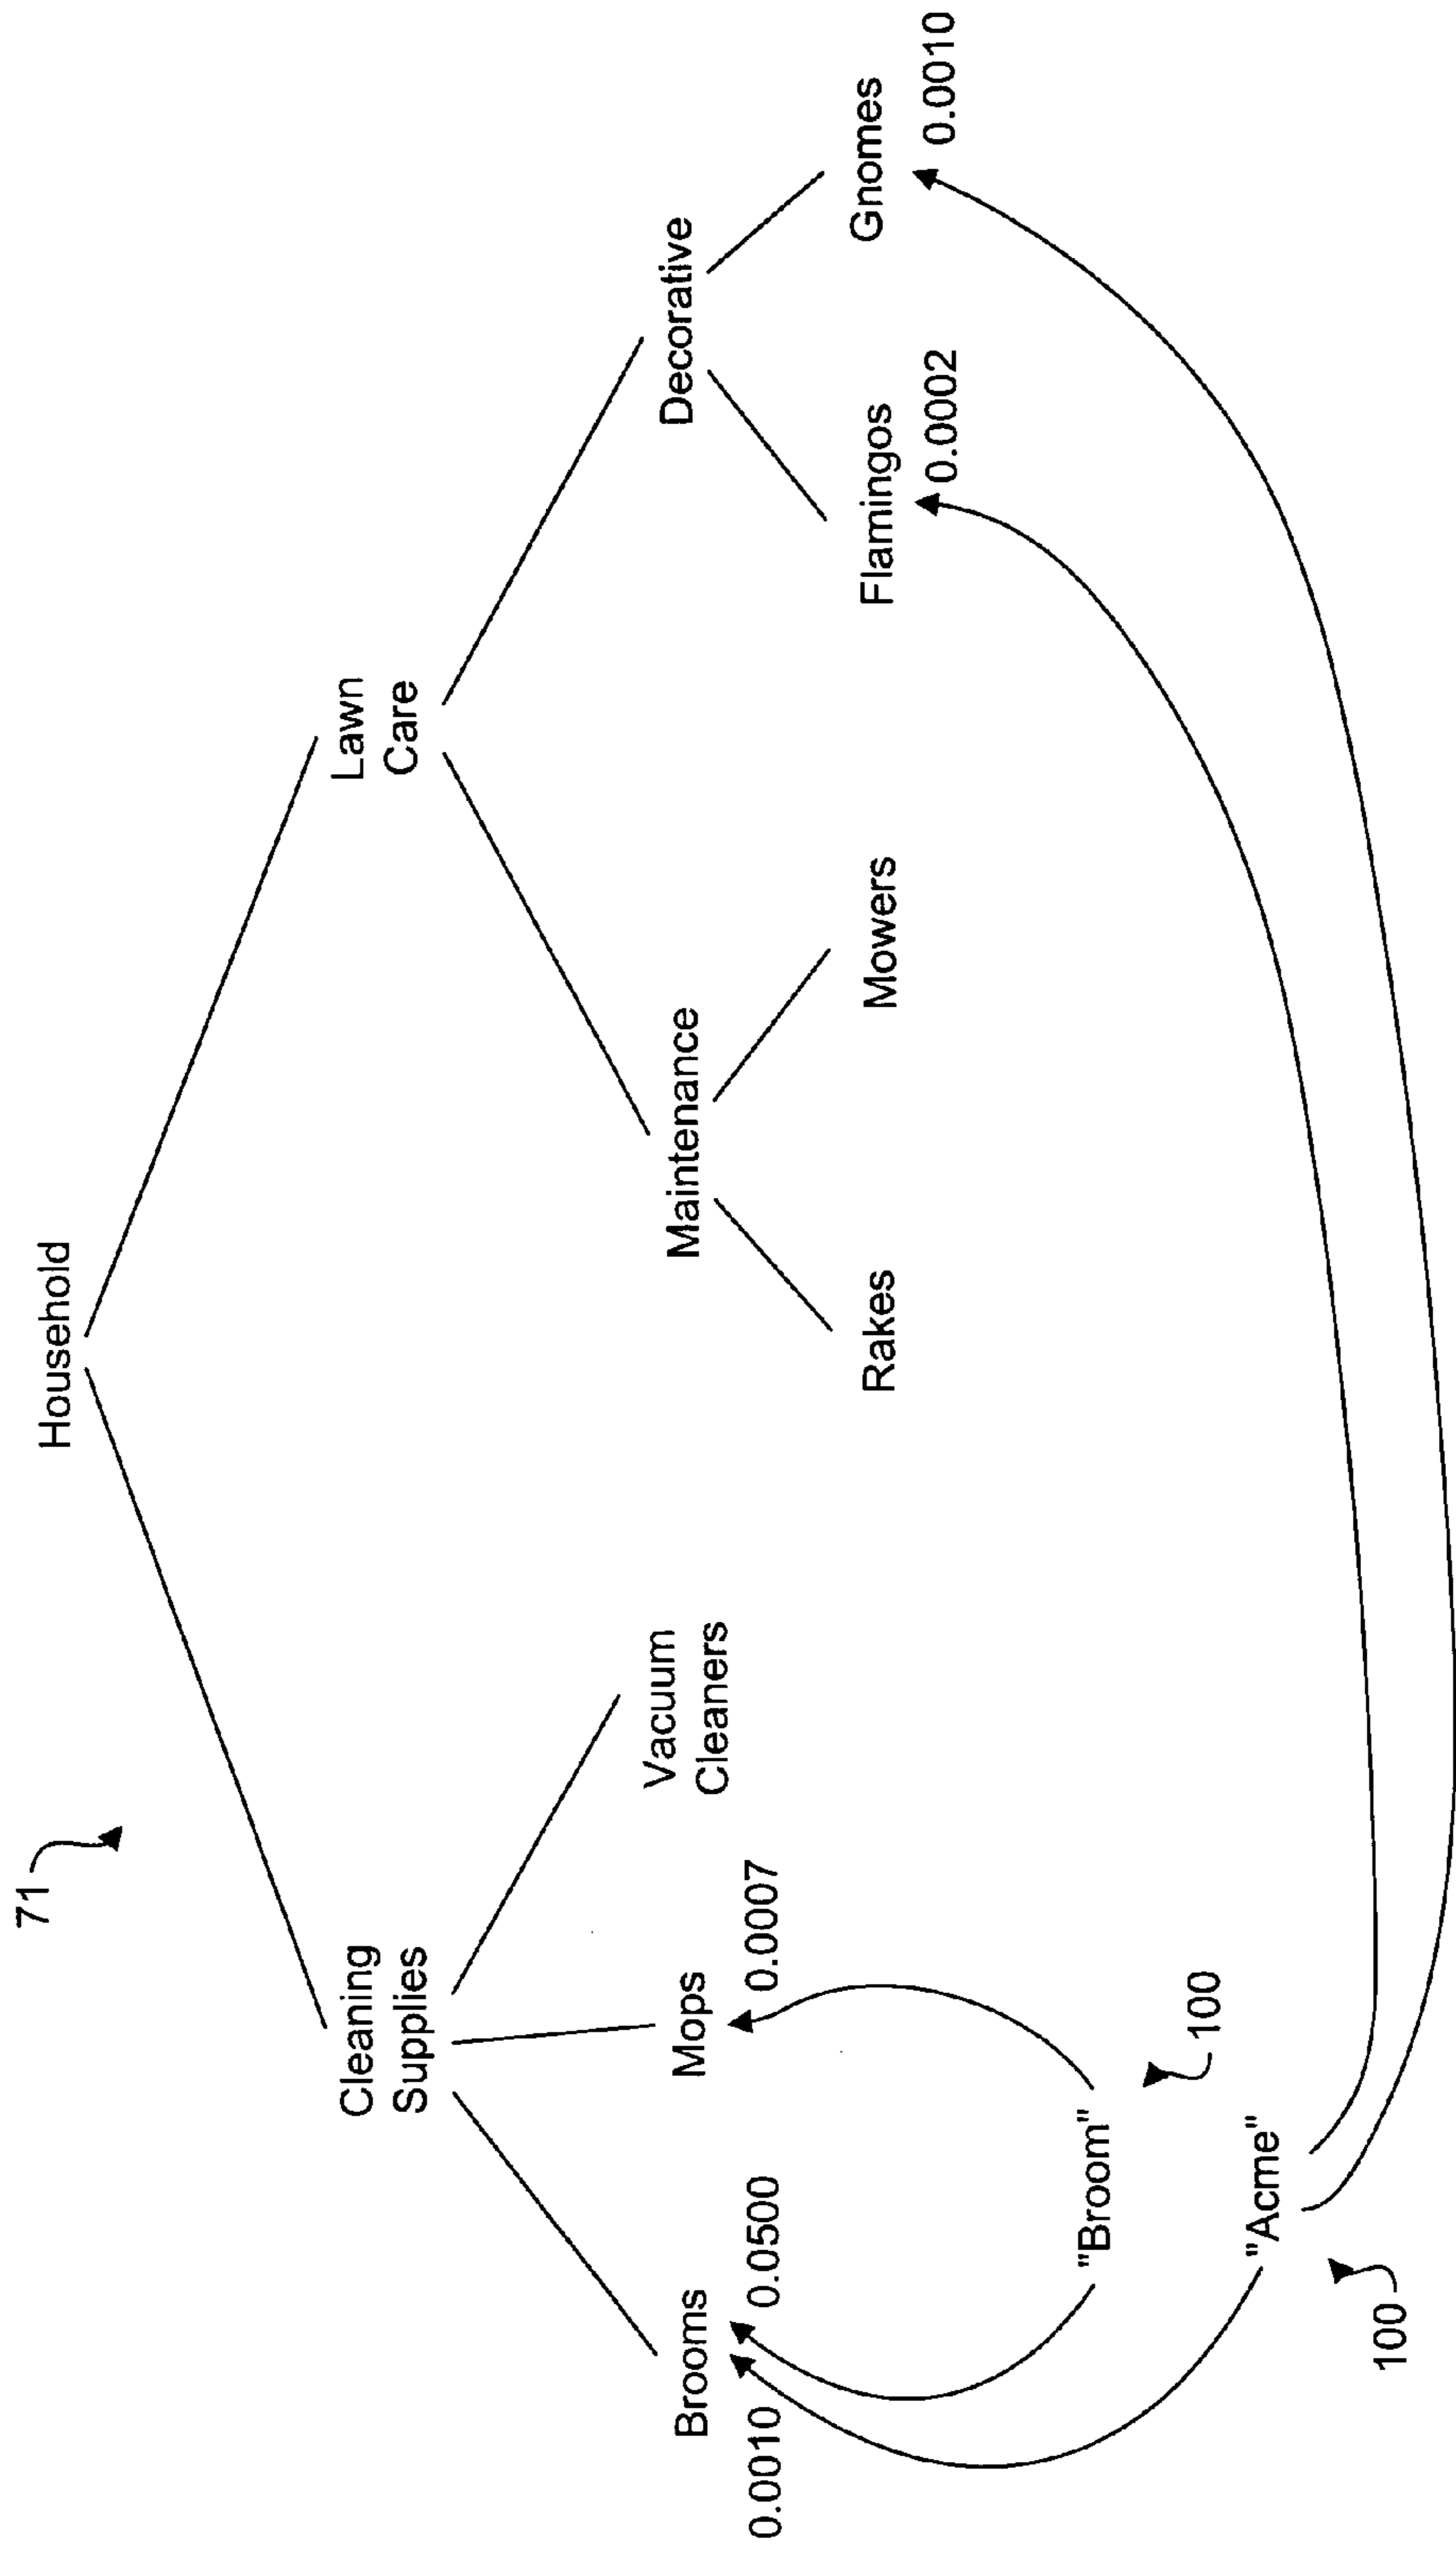 71
Household
Cleaning
Supplies
Lawn
Care
Brooms
Mops
Vacuum
Cleaners
Maintenance
Decorative
0.0010
0.0500
0.0007
Rakes
Mowers
Flamingos
Gnomes
0.0002
0.0010
"Broom"
100
"Acme"
100